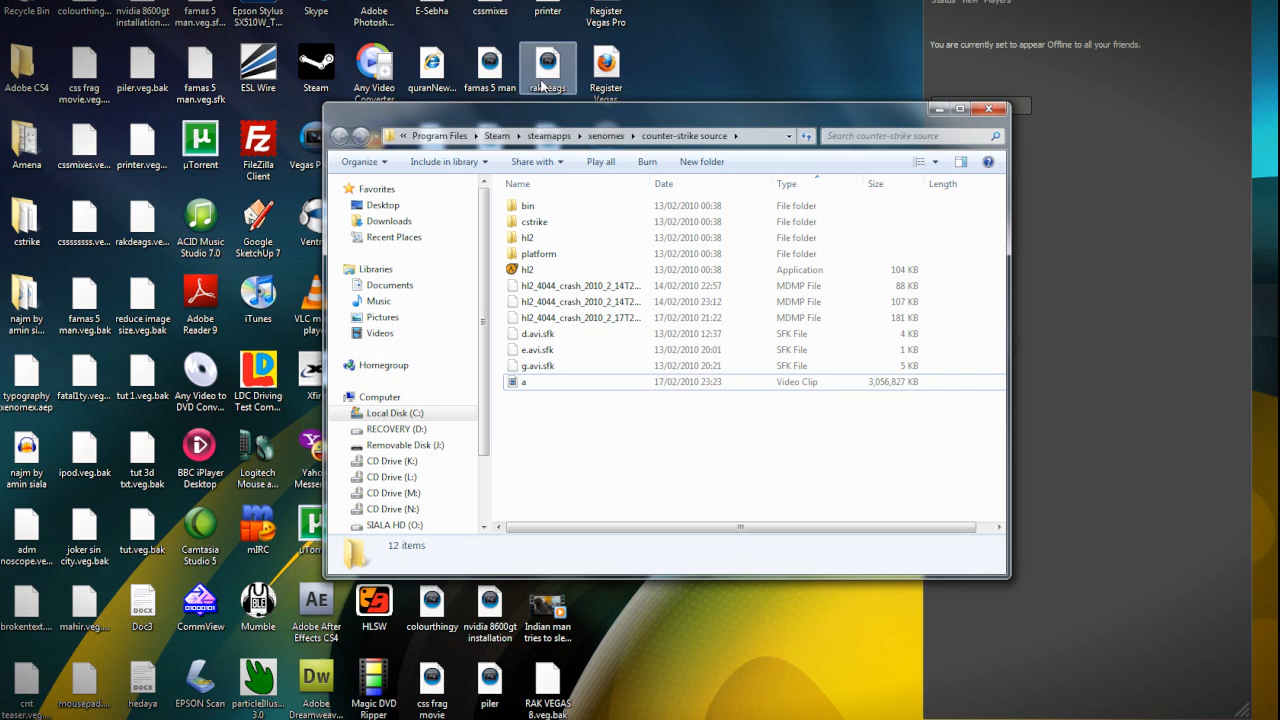 Recycle Bin
colourthing...
nvidia 8600gt
installation....
famas 5
man.veg.sf...
Epson Stylus
SX510W_T...
Skype
Adobe
Photosh...
E-Sebha
cssmixes
printer
Register
Vegas Pro
Status View Players
You are currently set to appear Offline to all your friends.
Adobe CS4
css frag
movie.veg....
piler.veg.bak
famas 5
man.veg.sfk
ESL Wire
Steam
Any Video
Converter
quranNew...
famas 5 man
rakdeags
Register
Vegas
Program Files
Steam
steamapps
xenomex
counter-strike source
Search counter-strike source
Organize
Include in library
Share with
Play all
Burn
New folder
Amena
cssmixes.veg...
printer.veg...
µTorrent
FileZilla
Client
Vegas P
Favorites
Desktop
Downloads
Recent Places
Libraries
Documents
Music
Pictures
Videos
Homegroup
Computer
Local Disk (C:)
RECOVERY (D:)
Removable Disk (J:)
CD Drive (K:)
CD Drive (L:)
CD Drive (M:)
CD Drive (N:)
SIALA HD (O:)
Name Date Type Size Length
bin 13/02/2010 00:38 File folder
cstrike 13/02/2010 00:38 File folder
hl2 13/02/2010 00:38 File folder
platform 13/02/2010 00:38 File folder
hl2 13/02/2010 00:38 Application 104 KB
hl2_4044_crash_2010_2_14T2... 14/02/2010 22:57 MDMP File 88 KB
hl2_4044_crash_2010_2_14T2... 14/02/2010 23:12 MDMP File 107 KB
hl2_4044_crash_2010_2_17T2... 17/02/2010 21:22 MDMP File 181 KB
d.avi.sfk 13/02/2010 12:37 SFK File 4 KB
e.avi.sfk 13/02/2010 20:01 SFK File 1 KB
g.avi.sfk 13/02/2010 20:21 SFK File 5 KB
a 17/02/2010 23:23 Video Clip 3,056,827 KB
12 items
cstrike
csssssss.ve...
rakdeags.ve...
ACID Music
Studio 7.0
Google
SketchUp 7
Ventr
najm by
amin si...
famas 5
man.veg.bak
reduce image
size.veg.bak
Adobe
Reader 9
iTunes
VLC m
play
typography
xenomex.aep
fatal1ty.veg...
tut 1.veg.bak
Any Video to
DVD Conv...
LDC Driving
Test Com...
Xfir
najm by
amin siala
ipod.veg.bak
tut 3d
txt.veg.bak
BBC iPlayer
Desktop
Logitech
Mouse a...
Yaho
Messen
adm
noscope.ve...
joker sin
city.veg.bak
tut.veg.bak
Camtasia
Studio 5
mIRC
µTorr
brokentext....
mahir.veg....
DOCX
Doc3
CommView
Mumble
AE
Adobe After
Effects CS4
HLSW
colourthingy
nvidia 8600gt
installation
Indian man
tries to sle...
cnt
teaser.veg...
mousepad....
DOCX
hedaya
EPSON Scan
particleIllus...
3.0
Dw
Adobe
Dreamweav...
Magic DVD
Ripper
css frag
movie
piler
RAK VEGAS
8.veg.bak